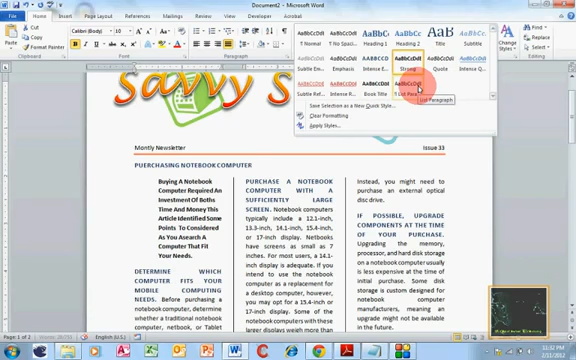 Document2 - Microsoft Word
File Home Insert Page Layout References Mailings Review View Developer Acrobat
Cut
Copy
Format Painter
Calibri (Body) 10
AaBbCcDdE AaBbCcDdE AaBbCc AaBbCc AaB AaBbCc.
¶ Normal ¶ No Spaci... Heading 1 Heading 2 Title Subtitle
Subtle Em... Emphasis Intense E... Strong Quote Intense Q...
Subtle Ref... Intense R... Book Title ¶ List Para...
List Paragraph
Save Selection as a New Quick Style...
Clear Formatting
Apply Styles...
Change
Styles
Editing
Savvy S
Montly Newsletter Issue 33
PUERCHASING NOTEBOOK COMPUTER
Buying A Notebook
Computer Required An
Investment Of Boths
Time And Money This
Article Identified Some
Points To Considered
As You Asearch A
Computer That Fit
Your Needs.
DETERMINE WHICH
COMPUTER FITS YOUR
MOBILE COMPUTING
NEEDS. Before purchasing a
notebook computer, determine
whether a traditional notebook
computer, netbook, or Tablet
PURCHASE A NOTEBOOK
COMPUTER WITH A
SUFFICIENTLY LARGE
SCREEN. Notebook computers
typically include a 12.1-inch,
13.3-inch, 14.1-inch, 15.4-inch
or 17-inch display. Netbooks
have screens as small as 7
inches. For most users, a 14.1-
inch display is adequate. If you
intend to use the notebook
computer as a replacement for
a desktop computer, however,
you may opt for a 15.4-inch or
17-inch display. Some of the
notebook computers with these
larger displays weigh more than
Instead, you might need to
purchase an external optical
disc drive.
IF POSSIBLE, UPGRADE
COMPONENTS AT THE TIME
OF YOUR PURCHASE.
Upgrading the memory,
processor, and hard disk storage
on a notebook computer usually
is less expensive at the time of
initial purchase. Some disk
storage is custom designed for
notebook computer
manufacturers, meaning an
upgrade might not be available
in the future.
Page: 1 of 2
English (U.S.)
11:32 PM